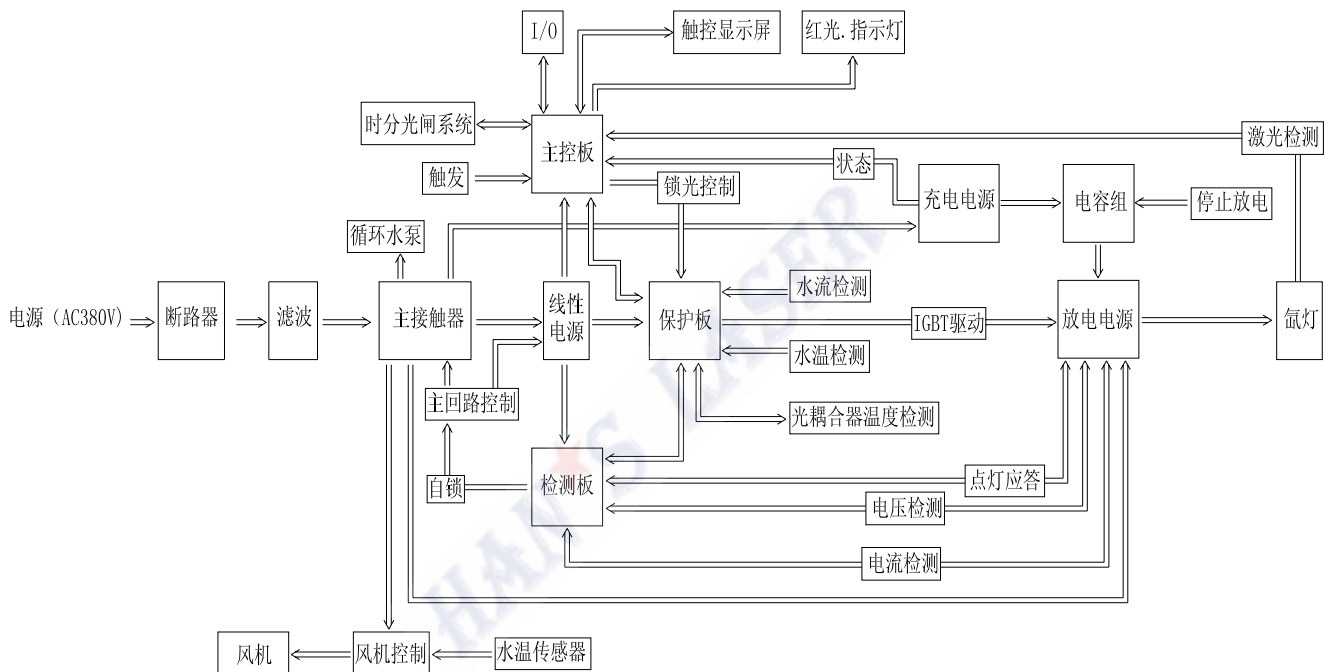 I/O
触控显示屏
红光.指示灯
时分光闸系统
主控板
激光检测
触发
状态
锁光控制
充电电源
电容组
停止放电
循环水泵
电源（AC380V）
断路器
滤波
主接触器
线性
电源
保护板
水流检测
IGBT驱动
放电电源
氙灯
水温检测
主回路控制
光耦合器温度检测
自锁
检测板
点灯应答
电压检测
电流检测
风机
风机控制
水温传感器
HAN'S LASER